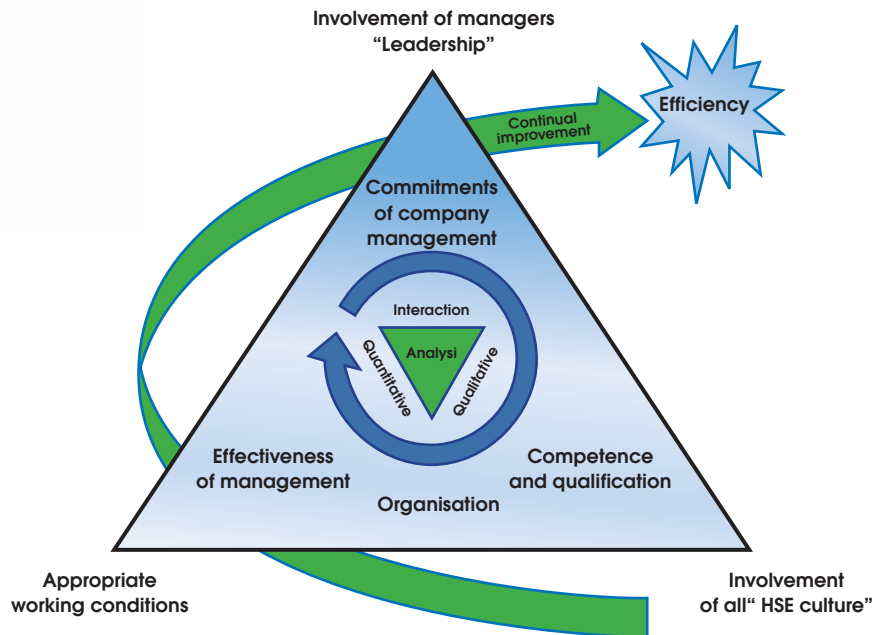 Involvement of managers
“Leadership”
Efficiency
Continual
improvement
Commitments
of company
management
Interaction
Analysi
Quantitative
Qualitative
Effectiveness
of management
Competence
and qualification
Organisation
Appropriate
working conditions
Involvement
of all“ HSE culture”